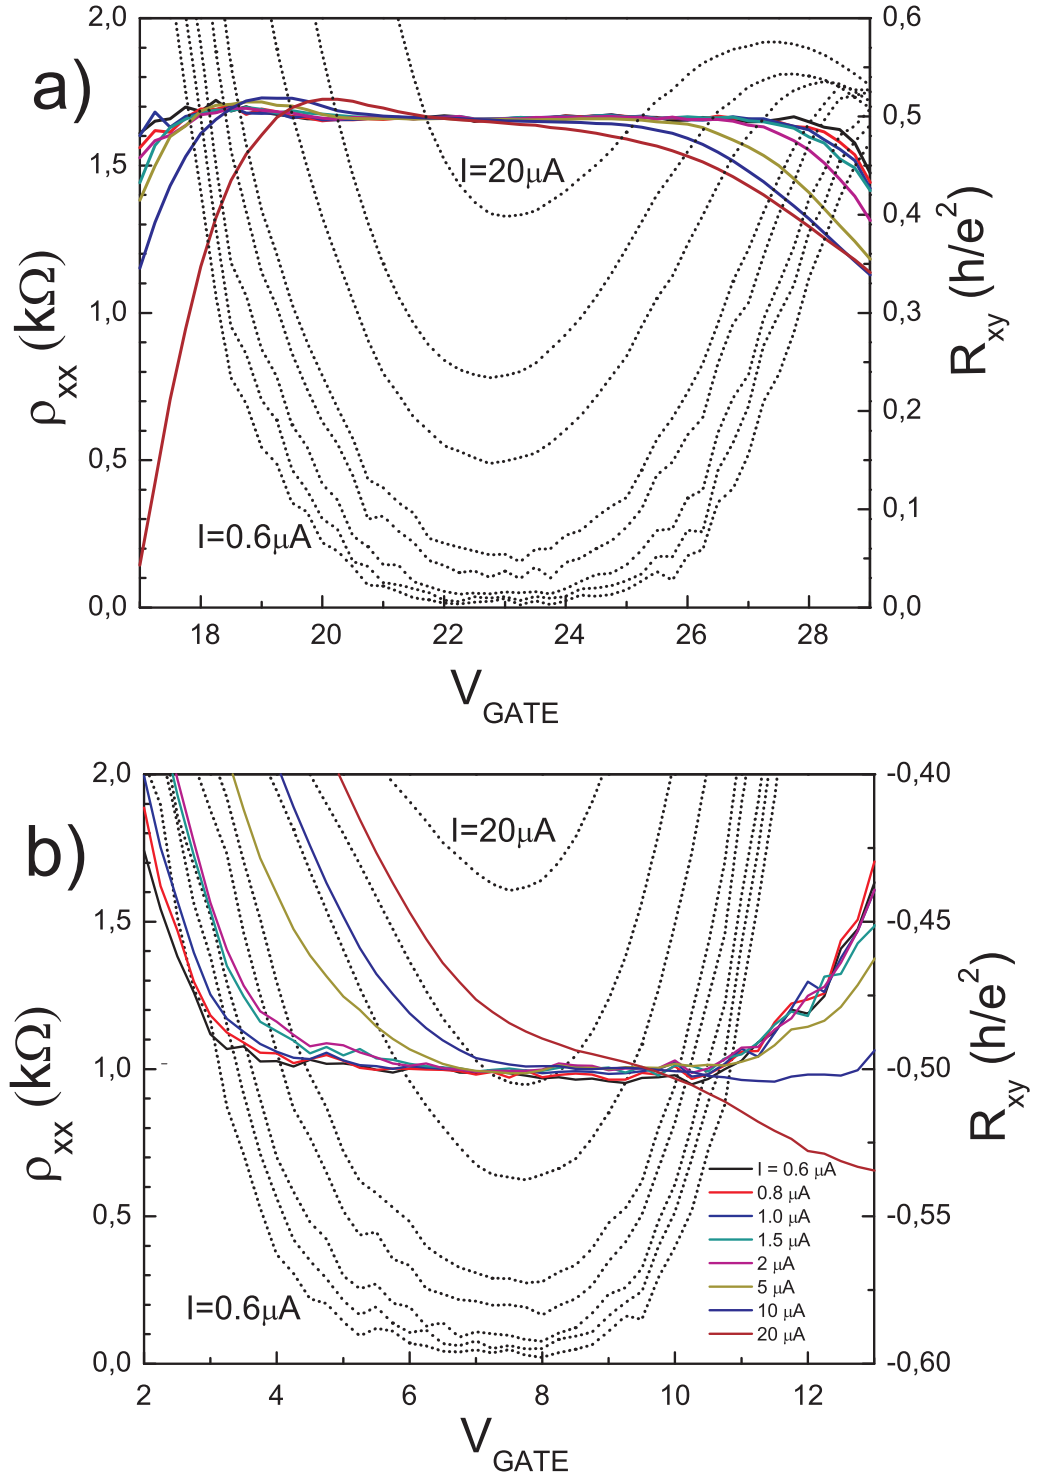 a)
2,0
1,5
1,0
0,5
0,0
ρxx (kΩ)
0,6
0,5
0,4
0,3
0,2
0,1
0,0
Rxy (h/e²)
I=20μA
I=0.6μA
18 20 22 24 26 28
VGATE
b)
2,0
1,5
1,0
0,5
0,0
ρxx (kΩ)
-0,40
-0,45
-0,50
-0,55
-0,60
Rxy (h/e²)
I=20μA
I=0.6μA
I = 0.6 μA
0.8 μA
1.0 μA
1.5 μA
2 μA
5 μA
10 μA
20 μA
2 4 6 8 10 12
VGATE